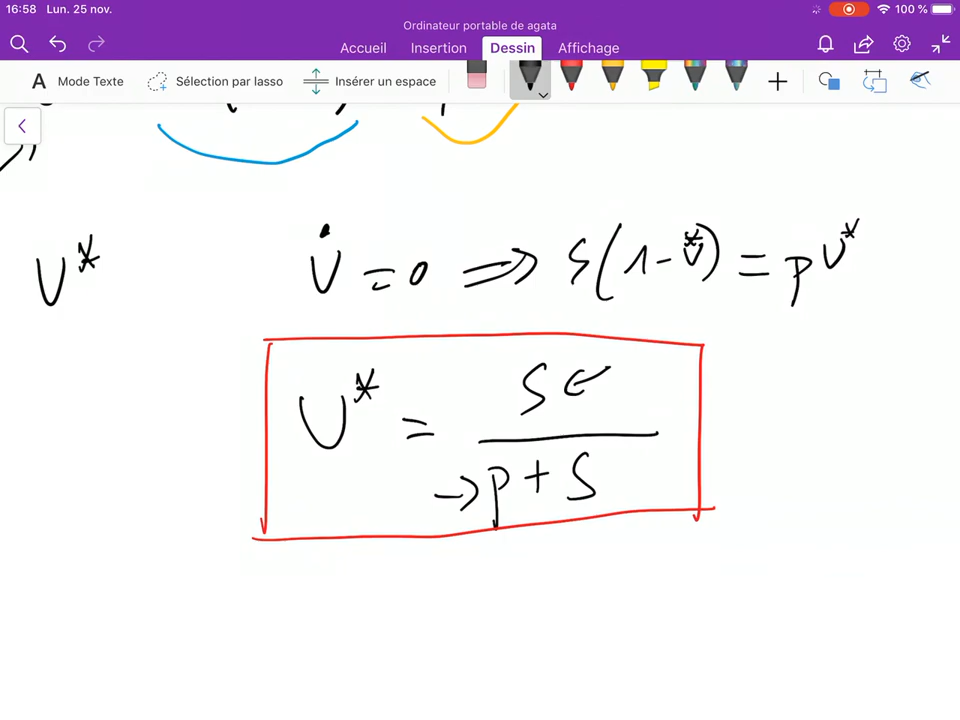 16:58 Lun. 25 nov. 100 %
Ordinateur portable de agata
Accueil Insertion Dessin Affichage
A Mode Texte Sélection par lasso Insérer un espace
U* U̇ = 0 ⟹ S(1-U*) = pU*
U* = S← / →p + S